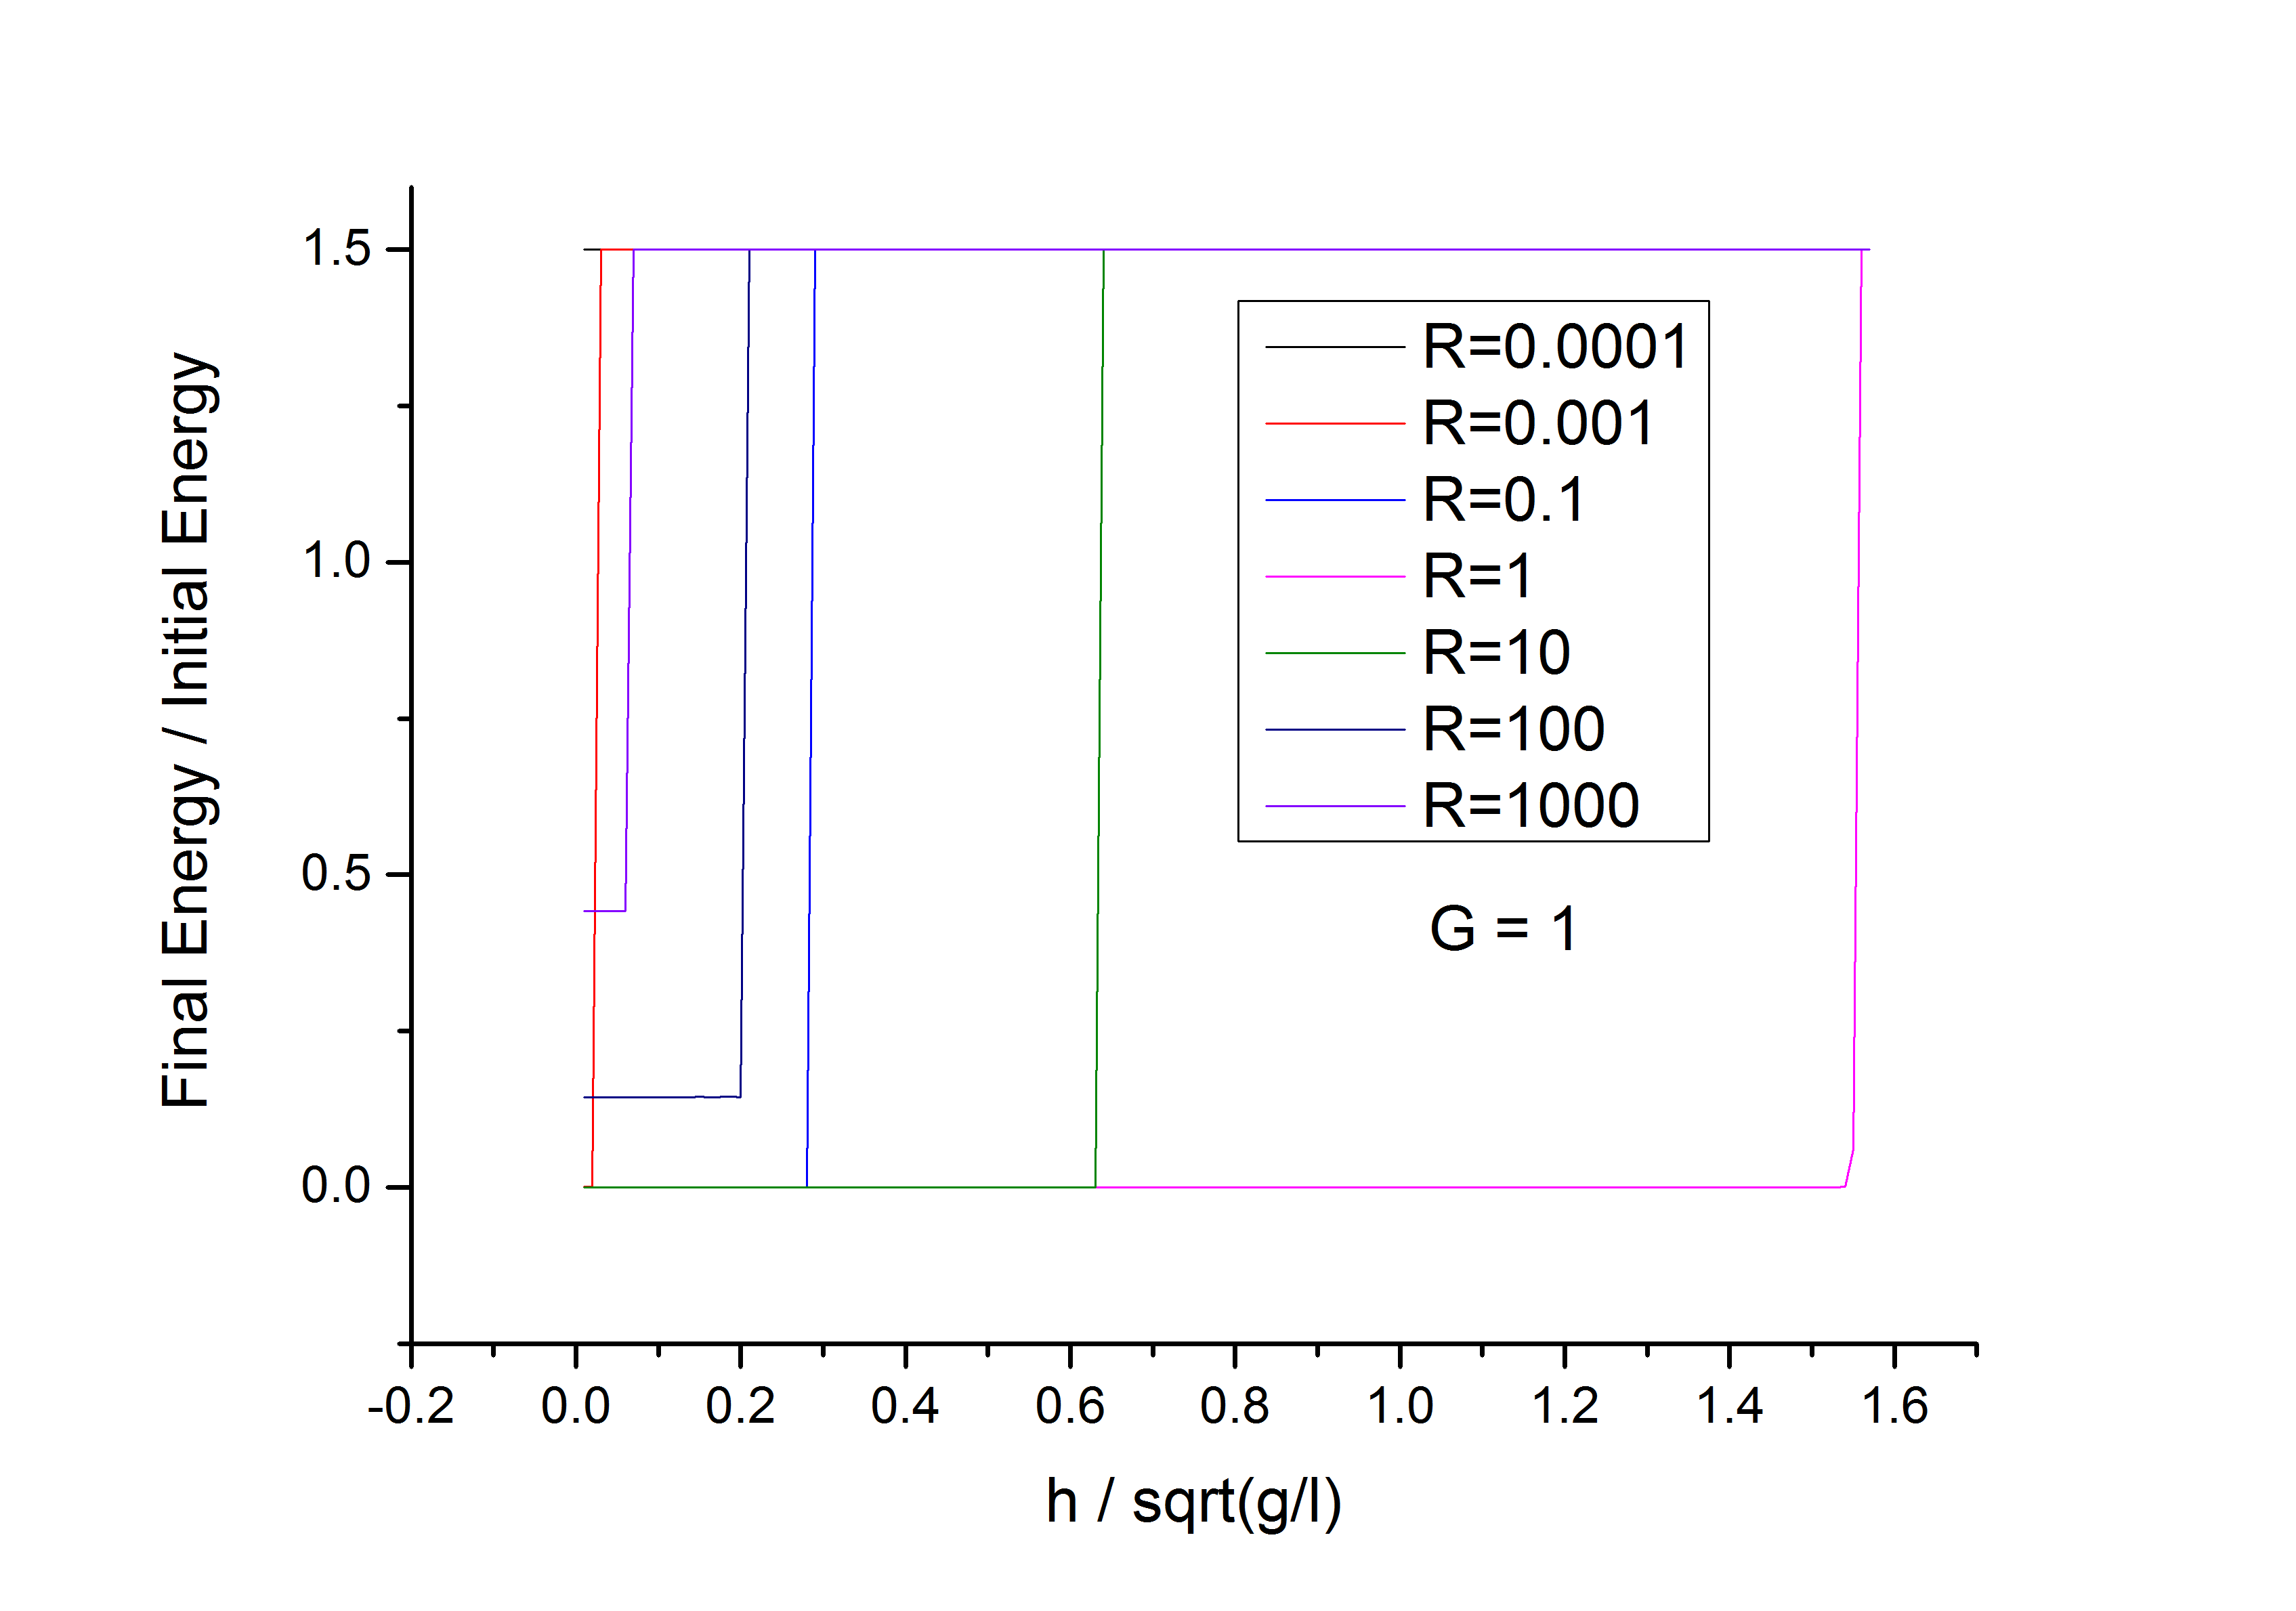 Final Energy / Initial Energy
1.5
1.0
0.5
0.0
R=0.0001
R=0.001
R=0.1
R=1
R=10
R=100
R=1000
G = 1
-0.2 0.0 0.2 0.4 0.6 0.8 1.0 1.2 1.4 1.6
h / sqrt(g/l)